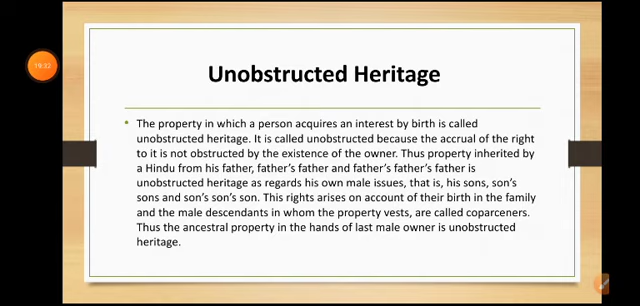 19:32
Unobstructed Heritage
• The property in which a person acquires an interest by birth is called
unobstructed heritage. It is called unobstructed because the accrual of the right
to it is not obstructed by the existence of the owner. Thus property inherited by
a Hindu from his father, father's father and father's father's father is
unobstructed heritage as regards his own male issues, that is, his sons, son's
sons and son's son's son. This rights arises on account of their birth in the family
and the male descendants in whom the property vests, are called coparceners.
Thus the ancestral property in the hands of last male owner is unobstructed
heritage.